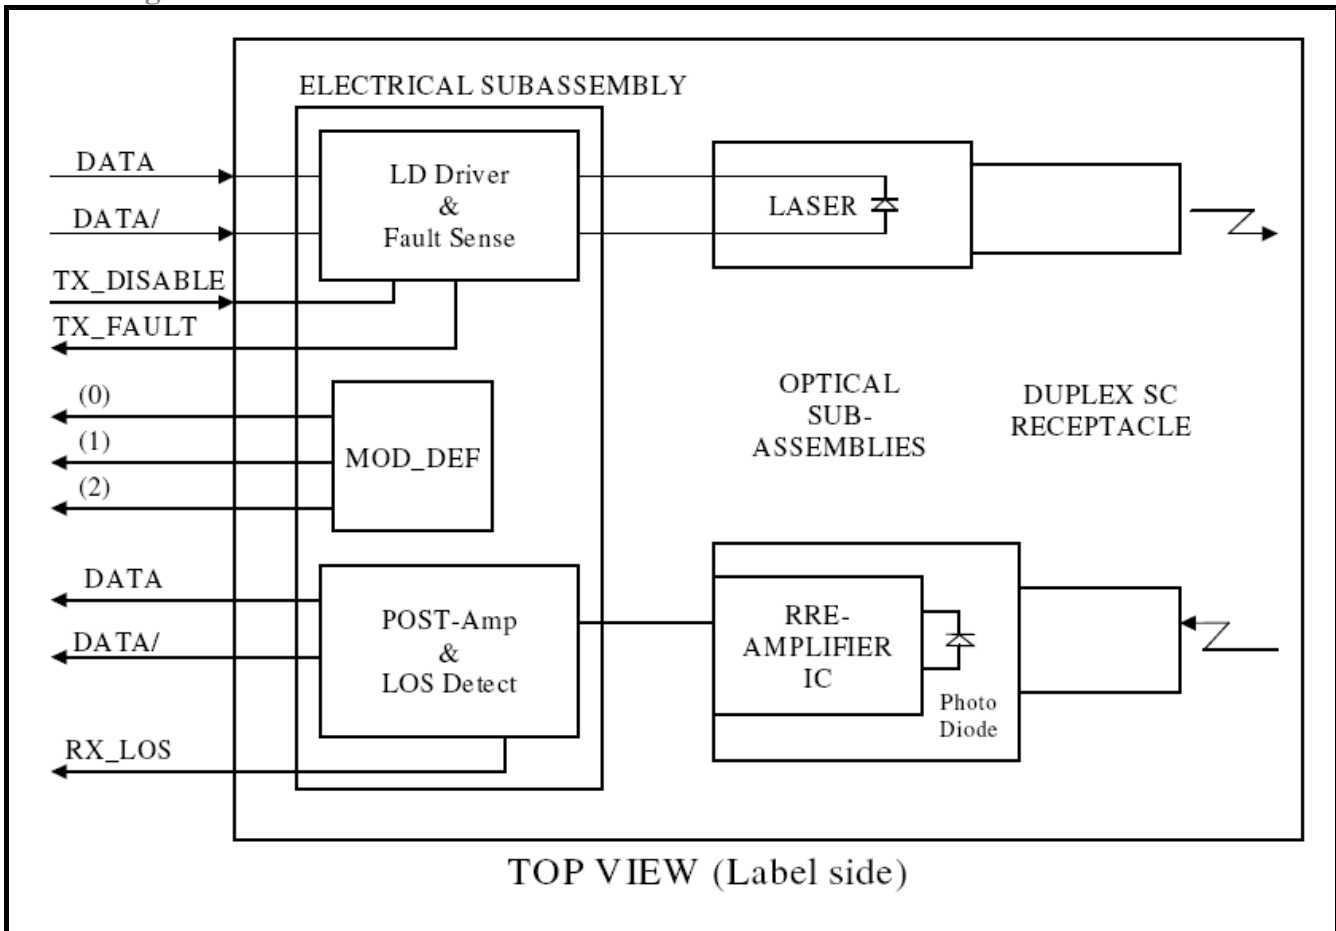 ELECTRICAL SUBASSEMBLY
DATA
DATA/
TX_DISABLE
TX_FAULT
LD Driver
&
Fault Sense
LASER
(0)
(1)
(2)
MOD_DEF
OPTICAL
SUB-
ASSEMBLIES
DUPLEX SC
RECEPTACLE
DATA
DATA/
RX_LOS
POST-Amp
&
LOS Detect
RRE-
AMPLIFIER
IC
Photo
Diode
TOP VIEW (Label side)